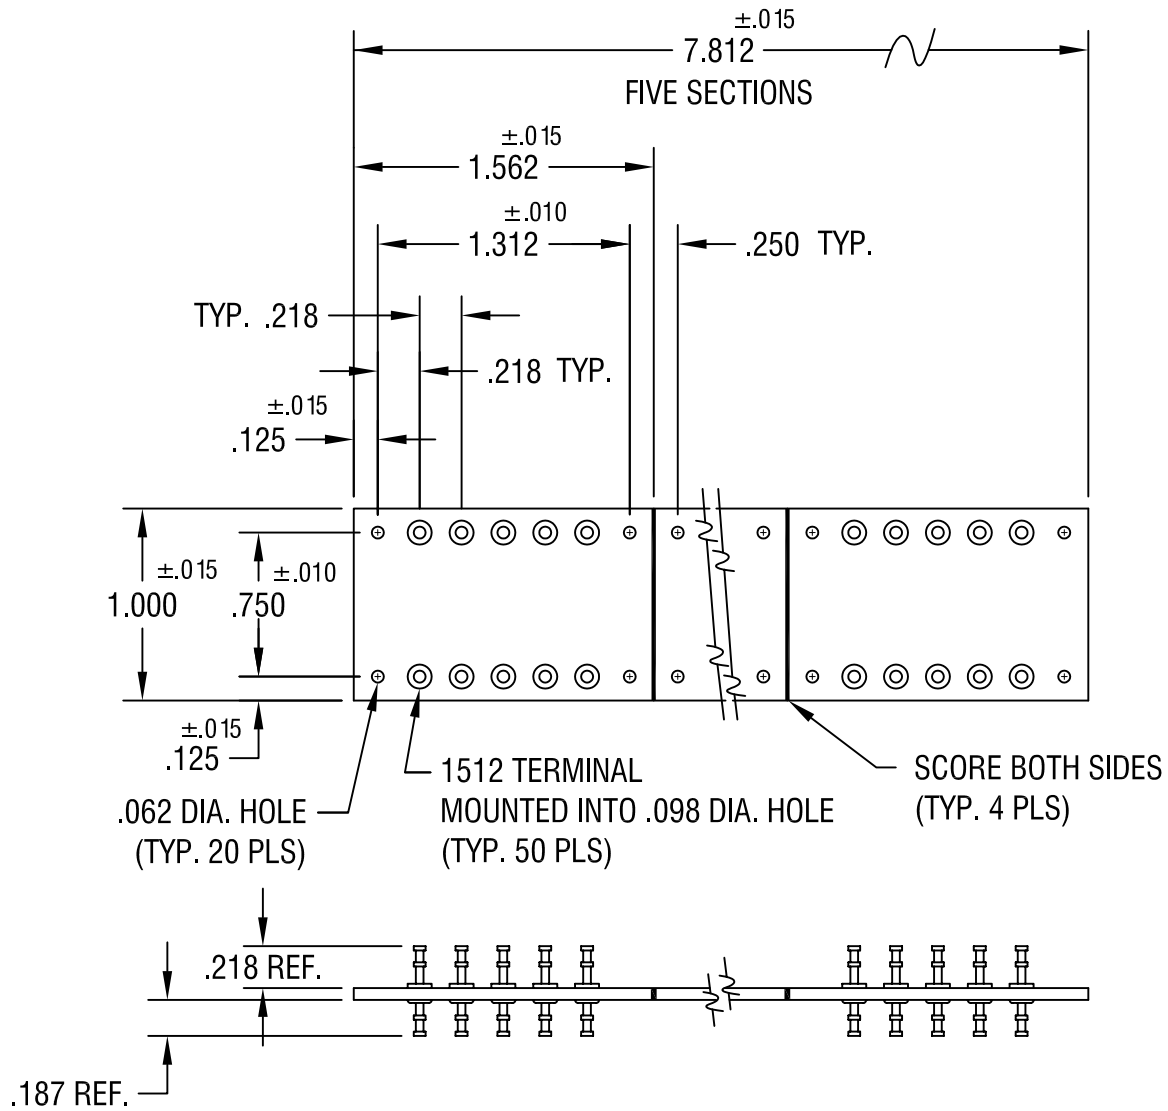 ±.015
7.812
FIVE SECTIONS
±.015
1.562
±.010
1.312
.250 TYP.
TYP. .218
.218 TYP.
±.015
.125
±.015
1.000
±.010
.750
±.015
.125
.062 DIA. HOLE
(TYP. 20 PLS)
1512 TERMINAL
MOUNTED INTO .098 DIA. HOLE
(TYP. 50 PLS)
SCORE BOTH SIDES
(TYP. 4 PLS)
.218 REF.
.187 REF.